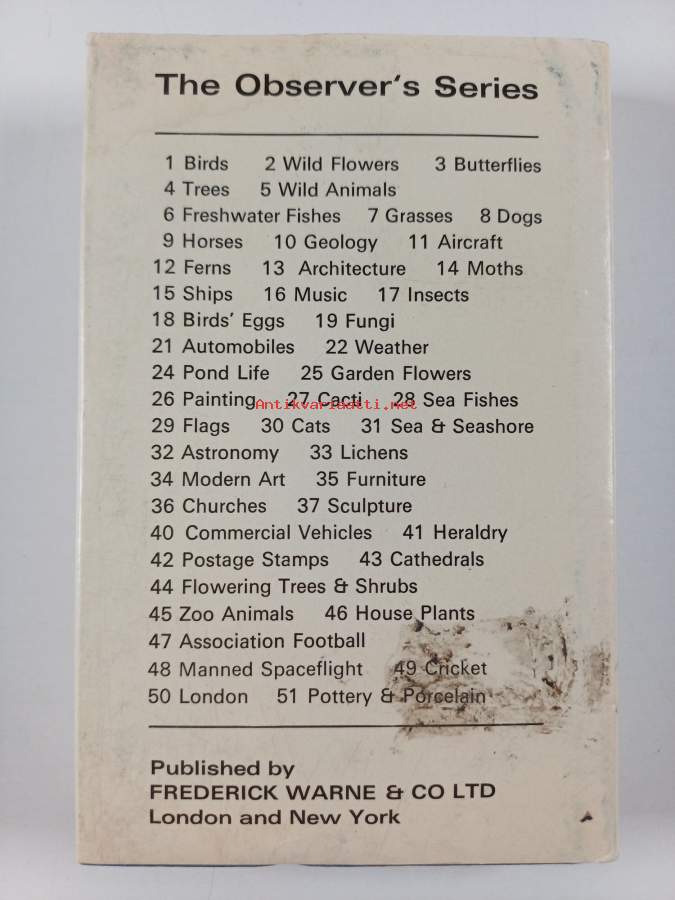 The Observer's Series
1 Birds 2 Wild Flowers 3 Butterflies
4 Trees 5 Wild Animals
6 Freshwater Fishes 7 Grasses 8 Dogs
9 Horses 10 Geology 11 Aircraft
12 Ferns 13 Architecture 14 Moths
15 Ships 16 Music 17 Insects
18 Birds' Eggs 19 Fungi
21 Automobiles 22 Weather
24 Pond Life 25 Garden Flowers
26 Painting 27 Cacti 28 Sea Fishes
Antikvariaatti.net
29 Flags 30 Cats 31 Sea & Seashore
32 Astronomy 33 Lichens
34 Modern Art 35 Furniture
36 Churches 37 Sculpture
40 Commercial Vehicles 41 Heraldry
42 Postage Stamps 43 Cathedrals
44 Flowering Trees & Shrubs
45 Zoo Animals 46 House Plants
47 Association Football
48 Manned Spaceflight 49 Cricket
50 London 51 Pottery & Porcelain
Published by
FREDERICK WARNE & CO LTD
London and New York